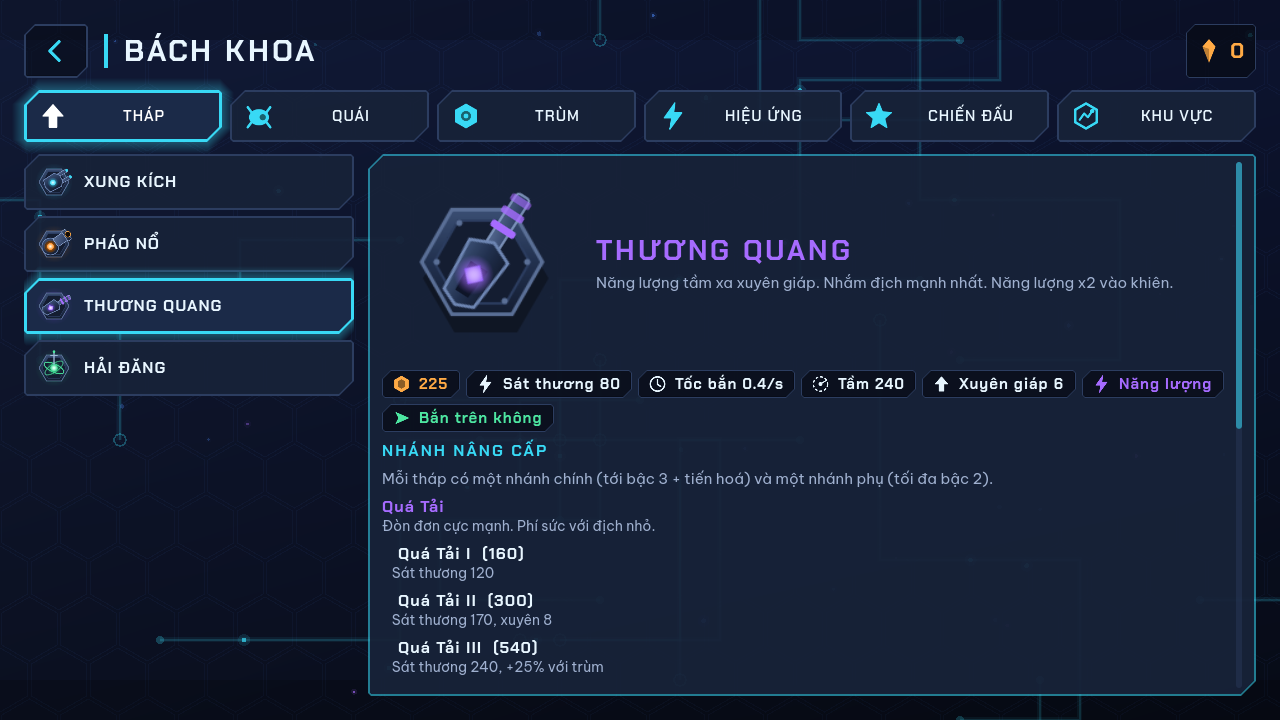 BÁCH KHOA
0
THÁP
QUÁI
TRÙM
HIỆU ỨNG
CHIẾN ĐẤU
KHU VỰC
XUNG KÍCH
PHÁO NỔ
THƯƠNG QUANG
HẢI ĐĂNG
THƯƠNG QUANG
Năng lượng tầm xa xuyên giáp. Nhắm địch mạnh nhất. Năng lượng x2 vào khiên.
225
Sát thương 80
Tốc bắn 0.4/s
Tầm 240
Xuyên giáp 6
Năng lượng
Bắn trên không
NHÁNH NÂNG CẤP
Mỗi tháp có một nhánh chính (tới bậc 3 + tiến hoá) và một nhánh phụ (tối đa bậc 2).
Quá Tải
Đòn đơn cực mạnh. Phí sức với địch nhỏ.
Quá Tải I (160)
Sát thương 120
Quá Tải II (300)
Sát thương 170, xuyên 8
Quá Tải III (540)
Sát thương 240, +25% với trùm